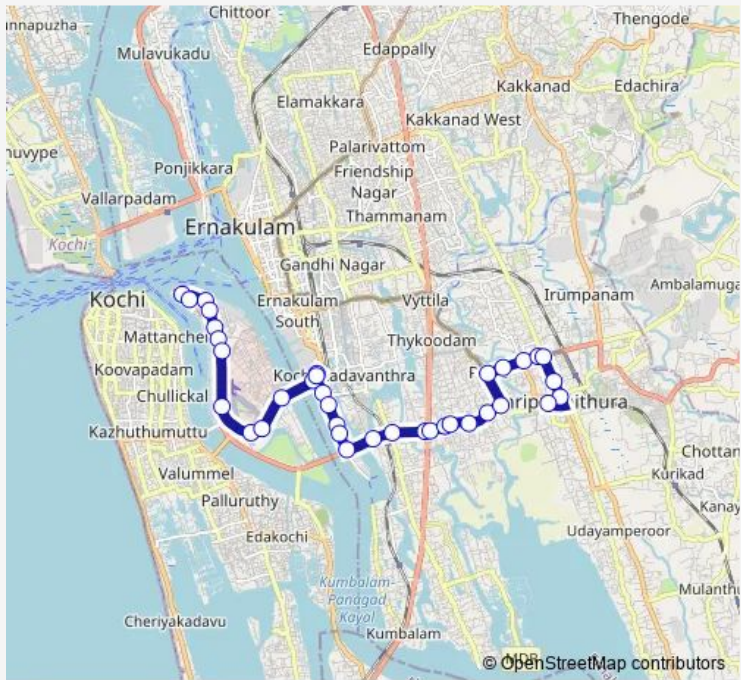 Chittoor
Mulavukadu
Edappally
Thengode
Elamakkara
Kakkanad
Edachira
Kakkanad West
Palarivattom
Ponjikkara
Friendship
Nagar
Vallarpadam
Thammanam
Ernakulam
Kochi
Gandhi Nagar
Ambalamuga
Kochi
Ernakulam
South
Vyttila
Irumpanam
Mattancher
Thykoodam
Koovapadam
Chullickal
Kazhuthumuttu
Chottan
Valummel
Kurikad
Palluruthy
Kanay
Edakochi
Udayamperoor
Kumbalam-
Panagad
Kayal
Mulanthu
Cheriyakadavu
Kumbalam
© OpenStreetMap contributors